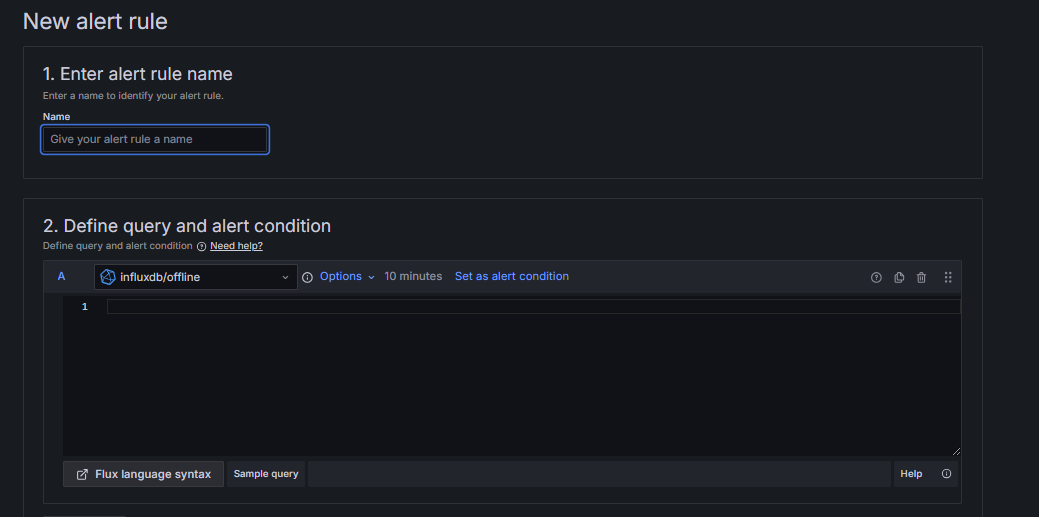 New alert rule
1. Enter alert rule name
Enter a name to identify your alert rule.
Name
Give your alert rule a name
2. Define query and alert condition
Define query and alert condition Need help?
A influxdb/offline Options 10 minutes Set as alert condition
1
Flux language syntax Sample query Help